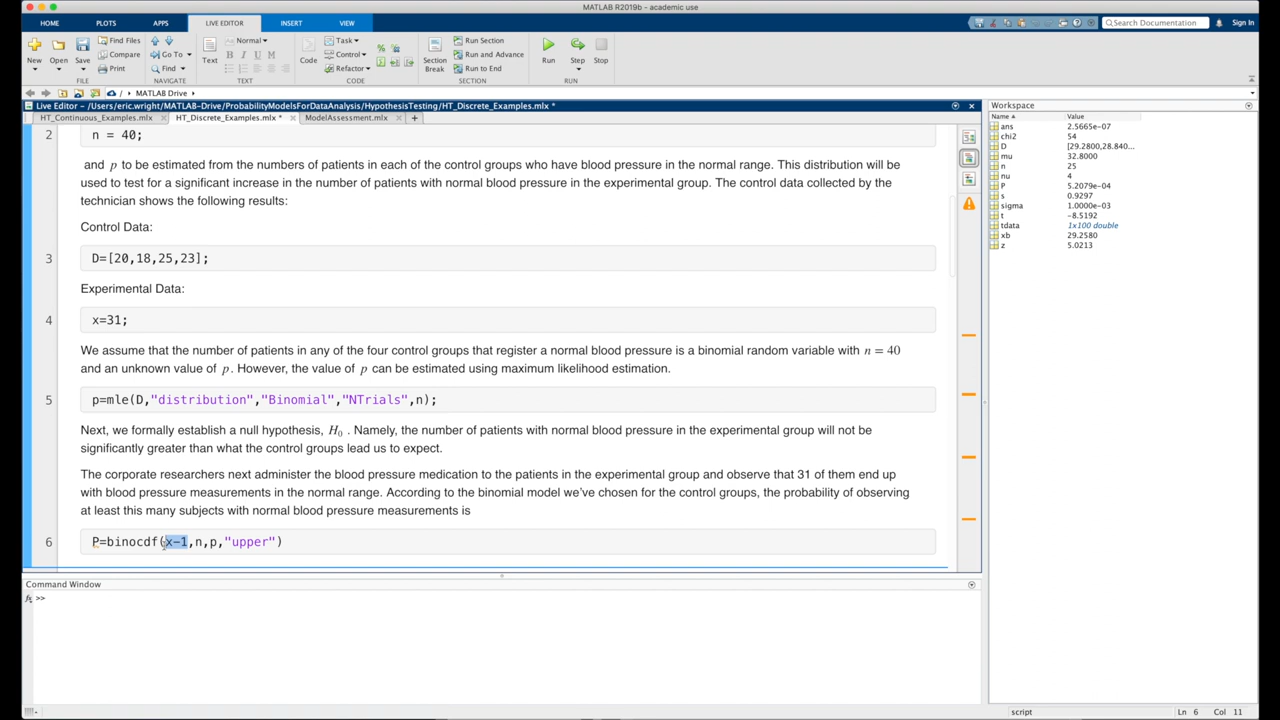 MATLAB R2019b - academic use
HOME PLOTS APPS LIVE EDITOR INSERT VIEW
Search Documentation Sign In
New Open Save Find Files Compare Print
FILE
Go To Find
NAVIGATE
Text Normal B I U M
TEXT
Code Task Control Refactor
CODE
Section Break Run Section Run and Advance Run to End
SECTION
Run Step Stop
RUN
/ MATLAB Drive
Live Editor - /Users/eric.wright/MATLAB-Drive/ProbabilityModelsForDataAnalysis/HypothesisTesting/HT_Discrete_Examples.mlx *
HT_Continuous_Examples.mlx HT_Discrete_Examples.mlx * ModelAssessment.mlx +
2 n = 40;
and p to be estimated from the numbers of patients in each of the control groups who have blood pressure in the normal range. This distribution will be
used to test for a significant increase in the number of patients with normal blood pressure in the experimental group. The control data collected by the
technician shows the following results:
Control Data:
3 D=[20,18,25,23];
Experimental Data:
4 x=31;
We assume that the number of patients in any of the four control groups that register a normal blood pressure is a binomial random variable with n = 40
and an unknown value of p. However, the value of p can be estimated using maximum likelihood estimation.
5 p=mle(D,"distribution","Binomial","NTrials",n);
Next, we formally establish a null hypothesis, H0 . Namely, the number of patients with normal blood pressure in the experimental group will not be
significantly greater than what the control groups lead us to expect.
The corporate researchers next administer the blood pressure medication to the patients in the experimental group and observe that 31 of them end up
with blood pressure measurements in the normal range. According to the binomial model we've chosen for the control groups, the probability of observing
at least this many subjects with normal blood pressure measurements is
6 P=binocdf(x-1,n,p,"upper")
Command Window
fx >>
Workspace
Name Value
ans 2.5665e-07
chi2 54
D [29.2800,28.840...
mu 32.8000
n 25
nu 4
P 5.2079e-04
s 0.9297
sigma 1.0000e-03
t -8.5192
tdata 1x100 double
xb 29.2580
z 5.0213
script Ln 6 Col 11